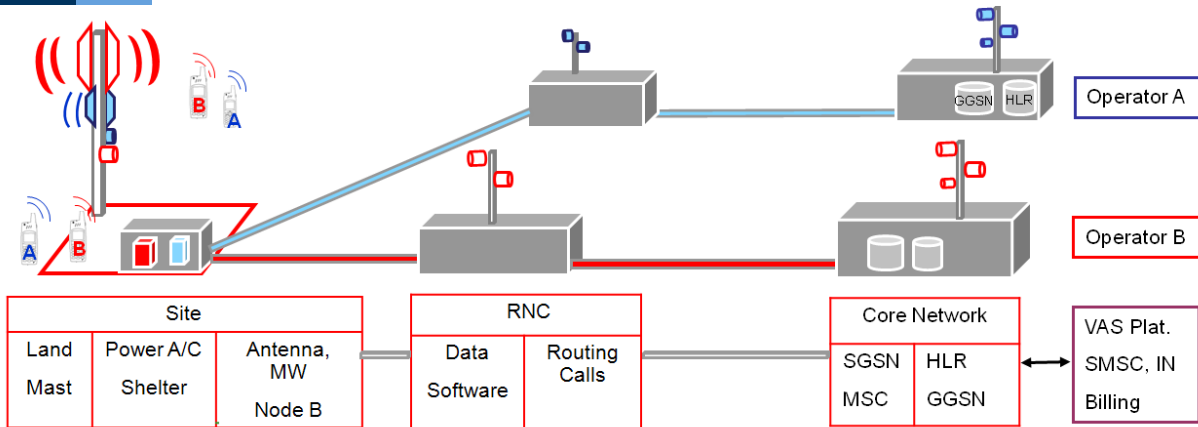 B
A
GGSN
HLR
Operator A
A
B
Operator B
Site
Land
Mast
Power A/C
Shelter
Antenna,
MW
Node B
RNC
Data
Software
Routing
Calls
Core Network
SGSN
MSC
HLR
GGSN
VAS Plat.
SMSC, IN
Billing